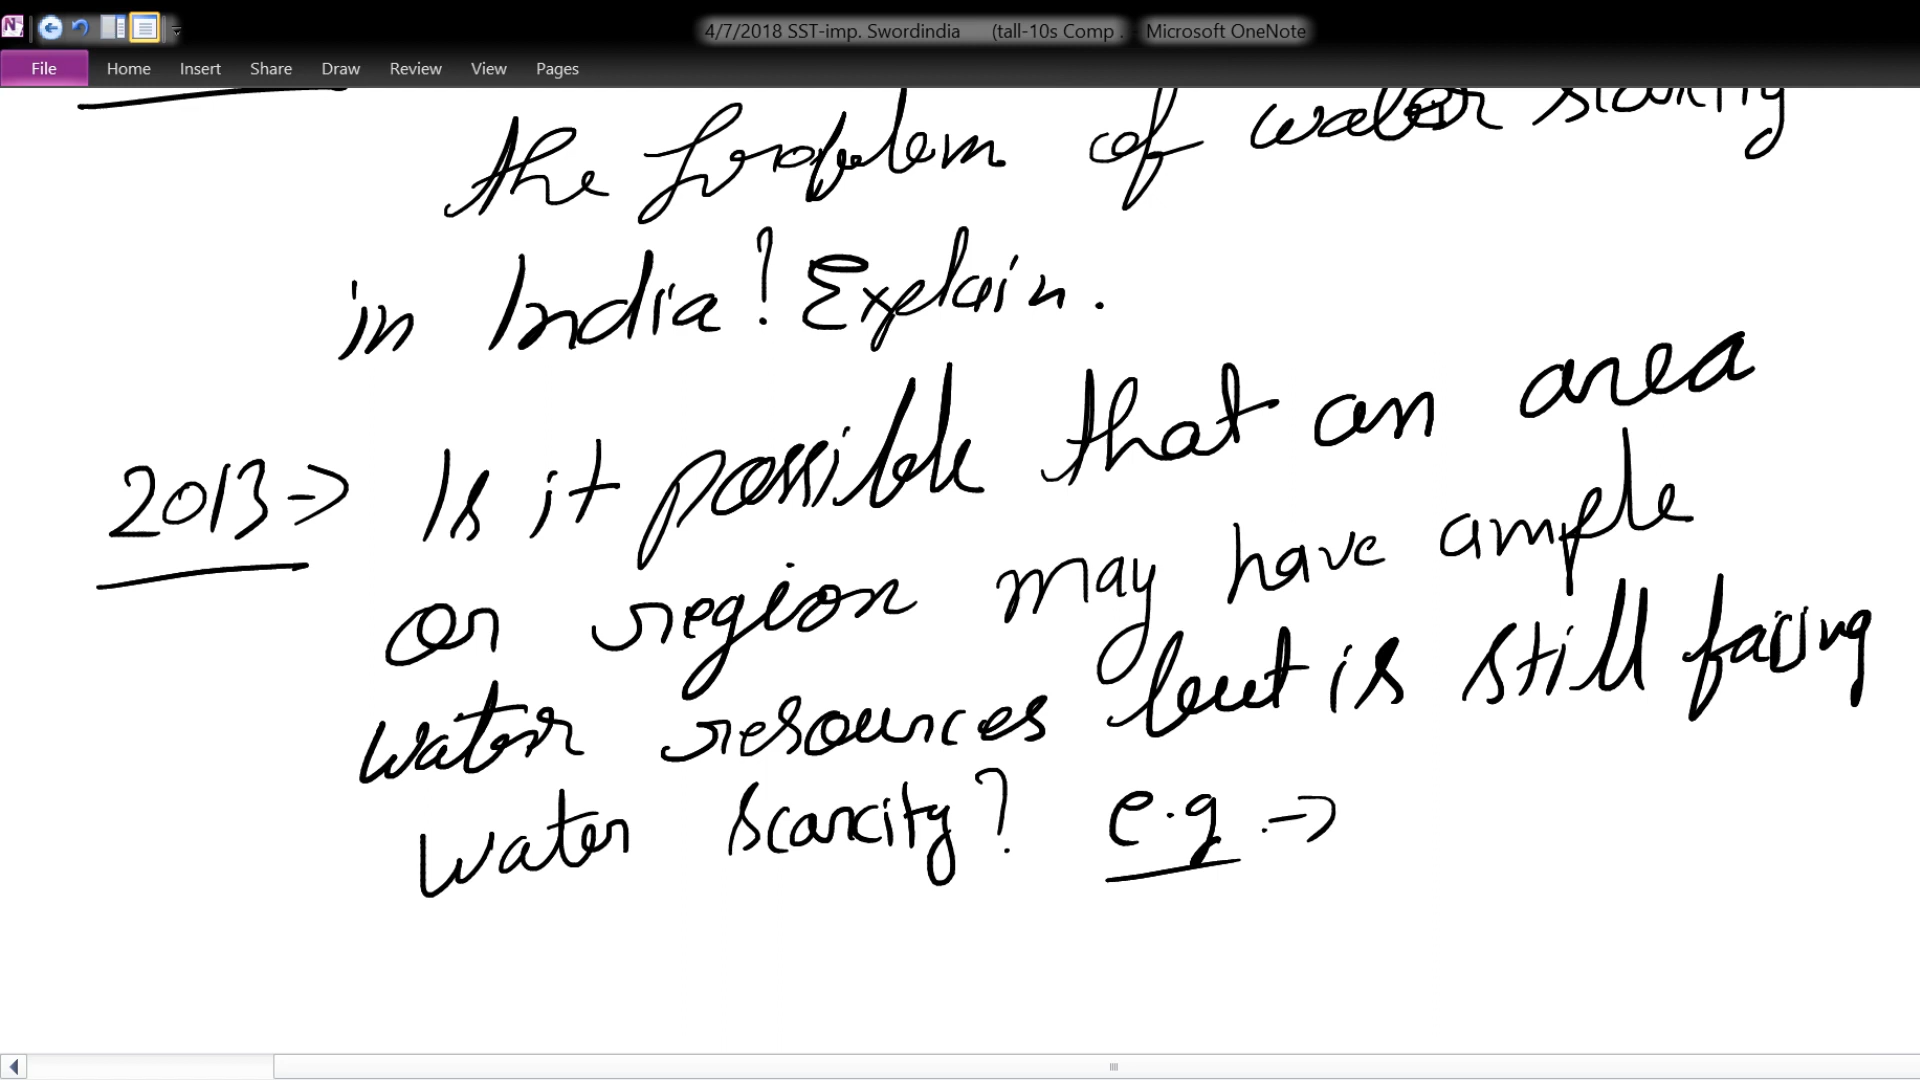 4/7/2018 SST-imp. Swordindia (tall-10s Comp . - Microsoft OneNote
File Home Insert Share Draw Review View Pages
the problem of water scarcity
in India? Explain.
2013-> Is it possible that an area
or region may have ample
water resources but is still facing
water scarcity? e.g. ->